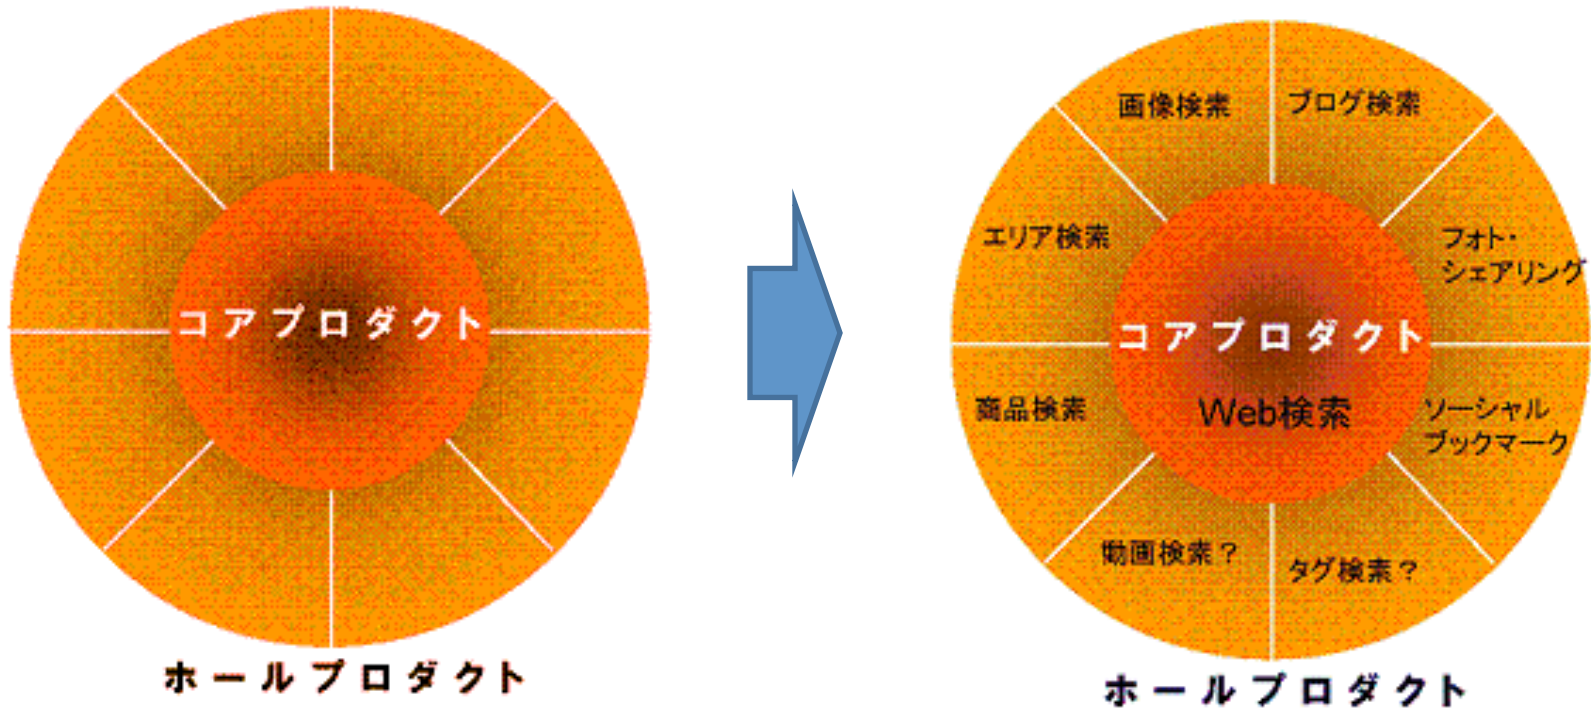 コアプロダクト
ホールプロダクト
画像検索
ブログ検索
エリア検索
フォト・
シェアリング
コアプロダクト
Web検索
商品検索
ソーシャル
ブックマーク
動画検索？
タグ検索？
ホールプロダクト